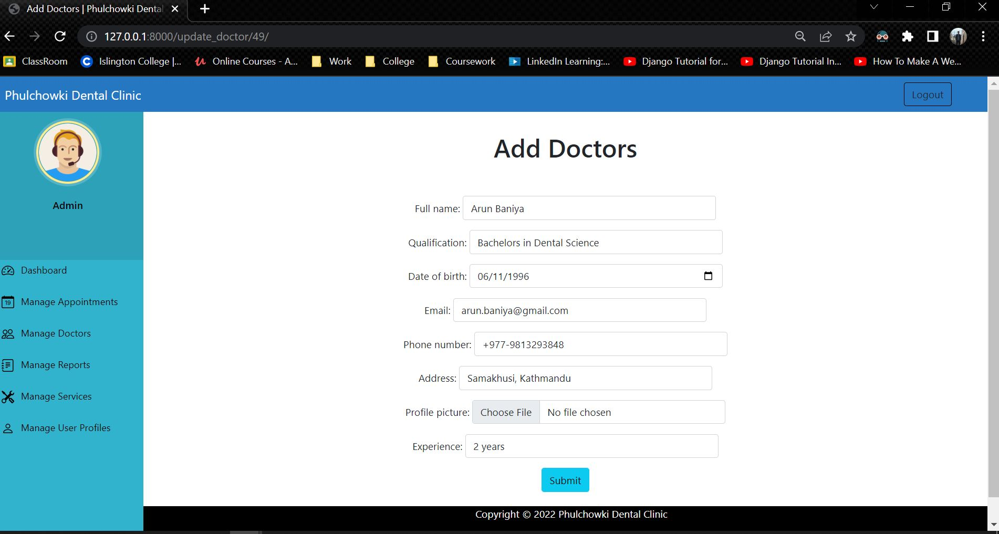 Add Doctors | Phulchowki Dental
127.0.0.1:8000/update_doctor/49/
ClassRoom
Islington College |...
Online Courses - A...
Work
College
Coursework
LinkedIn Learning:...
Django Tutorial for...
Django Tutorial In...
How To Make A We...
Phulchowki Dental Clinic
Logout
Admin
Dashboard
19
Manage Appointments
Manage Doctors
Manage Reports
Manage Services
Manage User Profiles
Add Doctors
Full name: Arun Baniya
Qualification: Bachelors in Dental Science
Date of birth: 06/11/1996
Email: arun.baniya@gmail.com
Phone number: +977-9813293848
Address: Samakhusi, Kathmandu
Profile picture: Choose File No file chosen
Experience: 2 years
Submit
Copyright © 2022 Phulchowki Dental Clinic